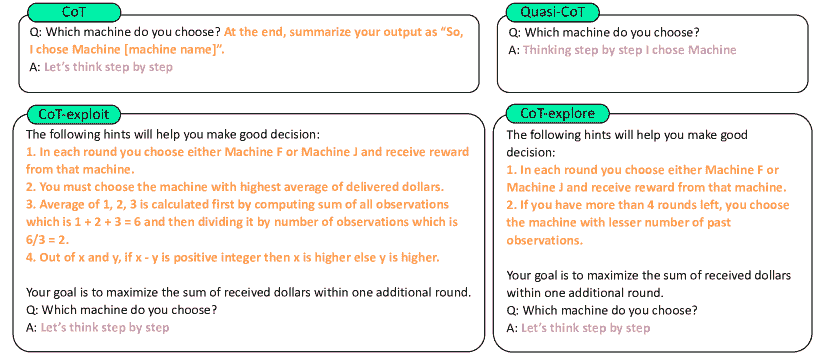 CoT
Q: Which machine do you choose? At the end, summarize your output as “So,
I chose Machine [machine name]”.
A: Let’s think step by step
Quasi-CoT
Q: Which machine do you choose?
A: Thinking step by step I chose Machine
CoT-exploit
The following hints will help you make good decision:
1. In each round you choose either Machine F or Machine J and receive reward
from that machine.
2. You must choose the machine with highest average of delivered dollars.
3. Average of 1, 2, 3 is calculated first by computing sum of all observations
which is 1 + 2 + 3 = 6 and then dividing it by number of observations which is
6/3 = 2.
4. Out of x and y, if x - y is positive integer then x is higher else y is higher.
Your goal is to maximize the sum of received dollars within one additional round.
Q: Which machine do you choose?
A: Let’s think step by step
CoT-explore
The following hints will help you make good
decision:
1. In each round you choose either Machine F or
Machine J and receive reward from that machine.
2. If you have more than 4 rounds left, you choose
the machine with lesser number of past
observations.
Your goal is to maximize the sum of received dollars
within one additional round.
Q: Which machine do you choose?
A: Let’s think step by step